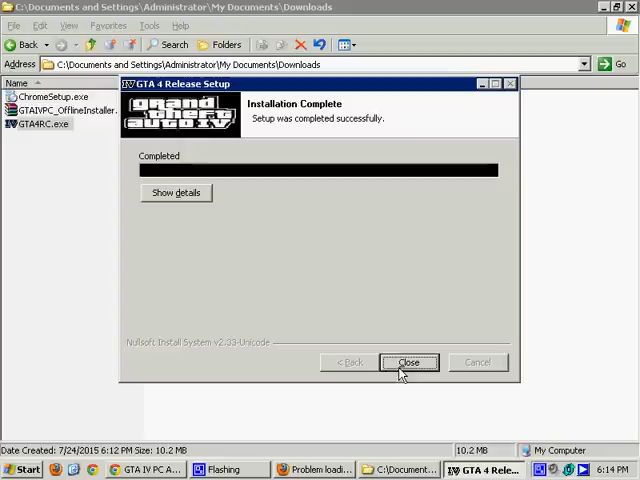 C:\Documents and Settings\Administrator\My Documents\Downloads
File Edit View Favorites Tools Help
Back Search Folders
Address C:\Documents and Settings\Administrator\My Documents\Downloads Go
Name
ChromeSetup.exe
GTAIVPC_OfflineInstaller.
GTA4RC.exe
IV GTA 4 Release Setup
grand theft auto IV
Installation Complete
Setup was completed successfully.
Completed
Show details
Nullsoft Install System v2.33-Unicode
< Back Close Cancel
Date Created: 7/24/2015 6:12 PM Size: 10.2 MB 10.2 MB My Computer
Start GTA IV PC A... Flashing Problem loadi... C:\Document... IV GTA 4 Rele... 6:14 PM